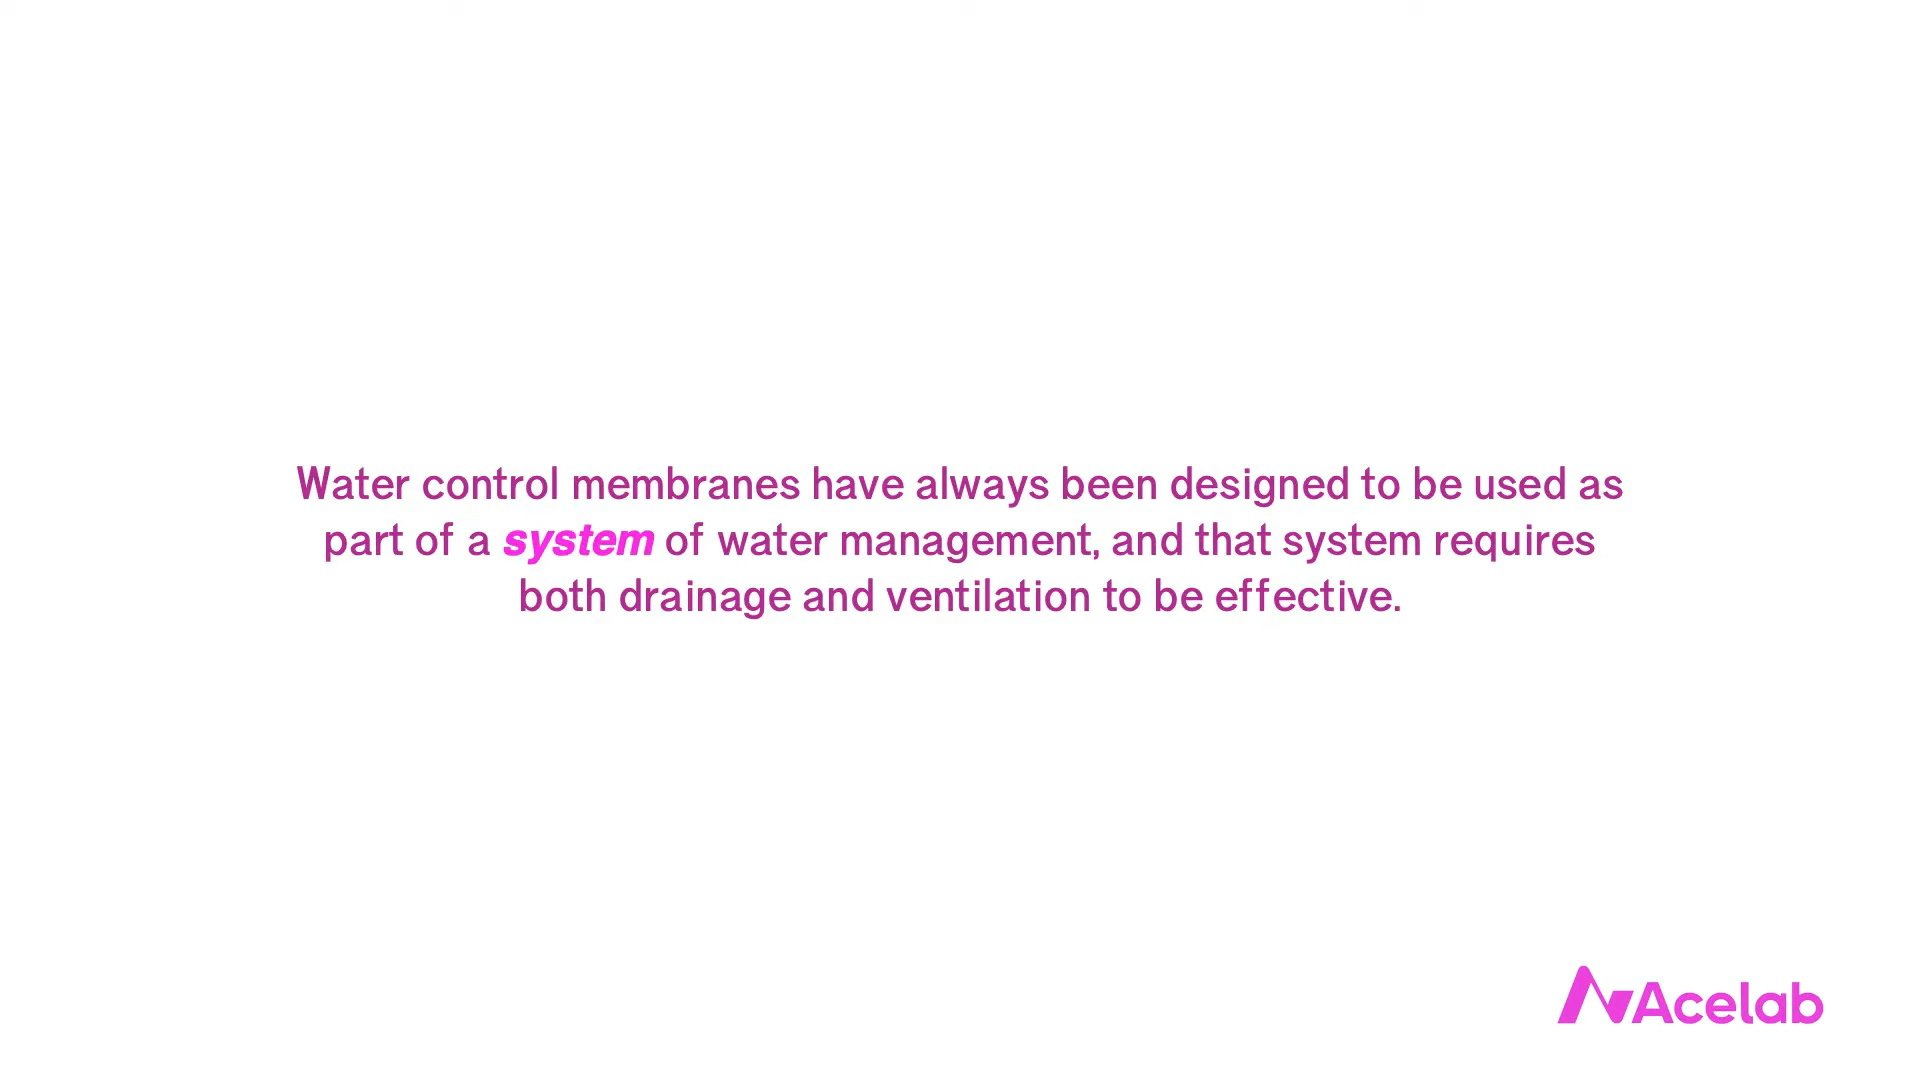 Water control membranes have always been designed to be used as
part of a system of water management, and that system requires
both drainage and ventilation to be effective.
Acelab